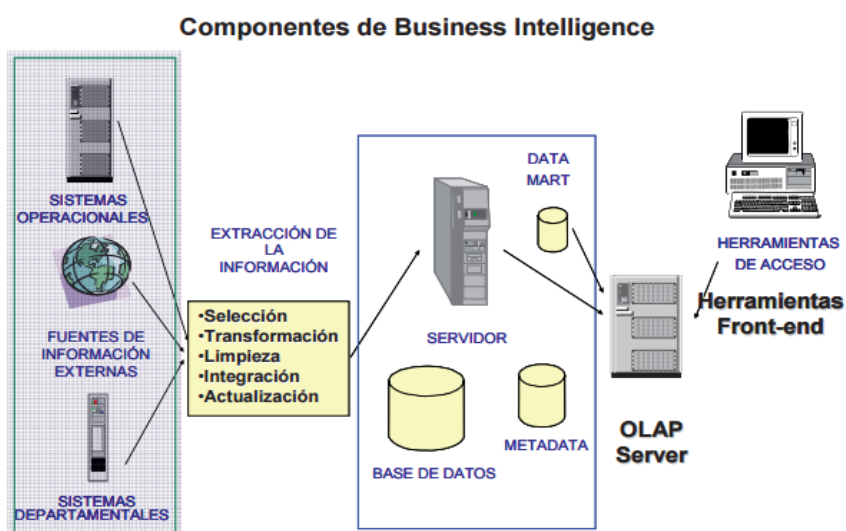 Componentes de Business Intelligence
SISTEMAS
OPERACIONALES
FUENTES DE
INFORMACIÓN
EXTERNAS
SISTEMAS
DEPARTAMENTALES
EXTRACCIÓN DE
LA
INFORMACIÓN
•Selección
•Transformación
•Limpieza
•Integración
•Actualización
DATA
MART
SERVIDOR
BASE DE DATOS
METADATA
OLAP
Server
HERRAMIENTAS
DE ACCESO
Herramientas
Front-end